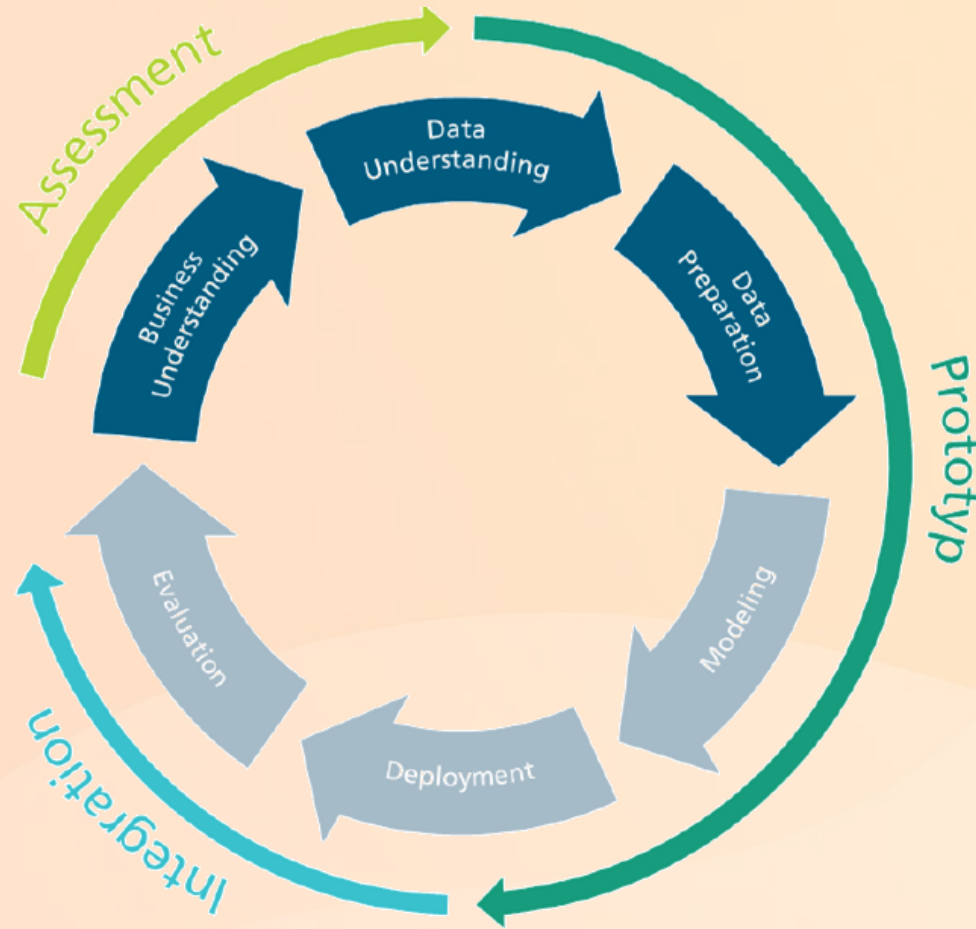 Assessment
Data
Understanding
Business
Understanding
Data
Preparation
Prototyp
Modeling
Deployment
Evaluation
Integration